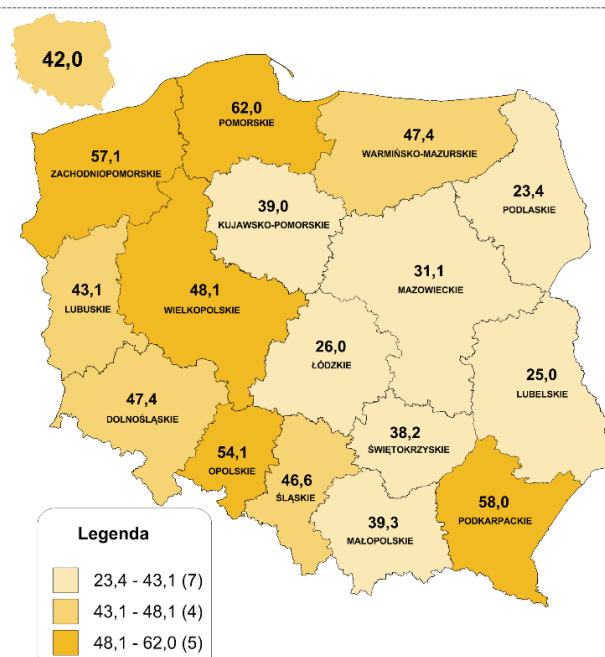 42,0
62,0
POMORSKIE
47,4
WARMIŃSKO-MAZURSKIE
57,1
ZACHODNIOPOMORSKIE
23,4
PODLASKIE
39,0
KUJAWSKO-POMORSKIE
31,1
MAZOWIECKIE
43,1
LUBUSKIE
48,1
WIELKOPOLSKIE
26,0
ŁÓDZKIE
25,0
LUBELSKIE
47,4
DOLNOŚLĄSKIE
38,2
ŚWIĘTOKRZYSKIE
54,1
OPOLSKIE
46,6
ŚLĄSKIE
58,0
PODKARPACKIE
39,3
MAŁOPOLSKIE
Legenda
23,4 - 43,1 (7)
43,1 - 48,1 (4)
48,1 - 62,0 (5)